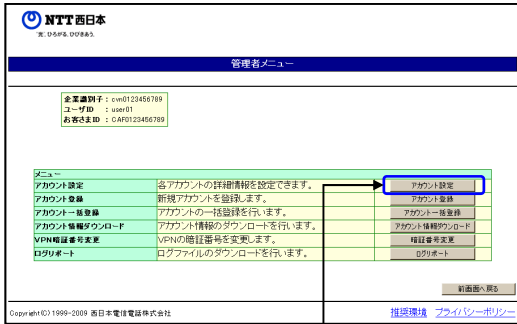 NTT西日本
光、ひろがる。ひびきあう。
管理者メニュー
企業識別子：cvn0123456789
ユーザID ：user01
お客さまID ：CAF0123456789
メニュー
アカウント設定 各アカウントの詳細情報を設定できます。 アカウント設定
アカウント登録 新規アカウントを登録します。 アカウント登録
アカウント一括登録 アカウントの一括登録を行います。 アカウント一括登録
アカウント情報ダウンロード アカウント情報のダウンロードを行います。 アカウント情報ダウンロード
VPN暗証番号変更 VPNの暗証番号を変更します。 暗証番号変更
ログリポート ログファイルのダウンロードを行います。 ログリポート
前画面へ戻る
Copyright(C) 1999-2009 西日本電信電話株式会社 推奨環境 プライバシーポリシー